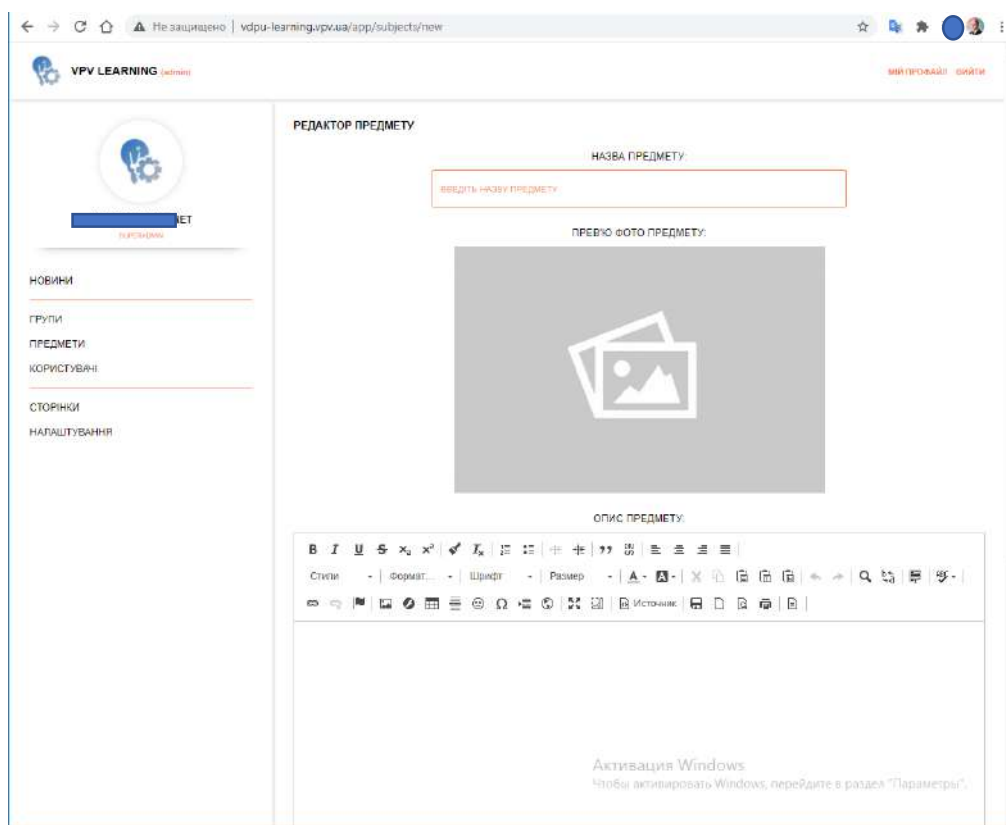 Не защищено | vdpu-learning.vpv.ua/app/subjects/new
VPV LEARNING (admin)
МІЙ ПРОФАЙЛ ВИЙТИ
РЕДАКТОР ПРЕДМЕТУ
НАЗВА ПРЕДМЕТУ:
ВВЕДІТЬ НАЗВУ ПРЕДМЕТУ
ПРЕВ'Ю ФОТО ПРЕДМЕТУ:
НОВИНИ
ГРУПИ
ПРЕДМЕТИ
КОРИСТУВАЧІ
СТОРІНКИ
НАЛАШТУВАННЯ
ОПИС ПРЕДМЕТУ:
Стили Формат... Шрифт Размер
Источник
Активация Windows
Чтобы активировать Windows, перейдите в раздел "Параметры".